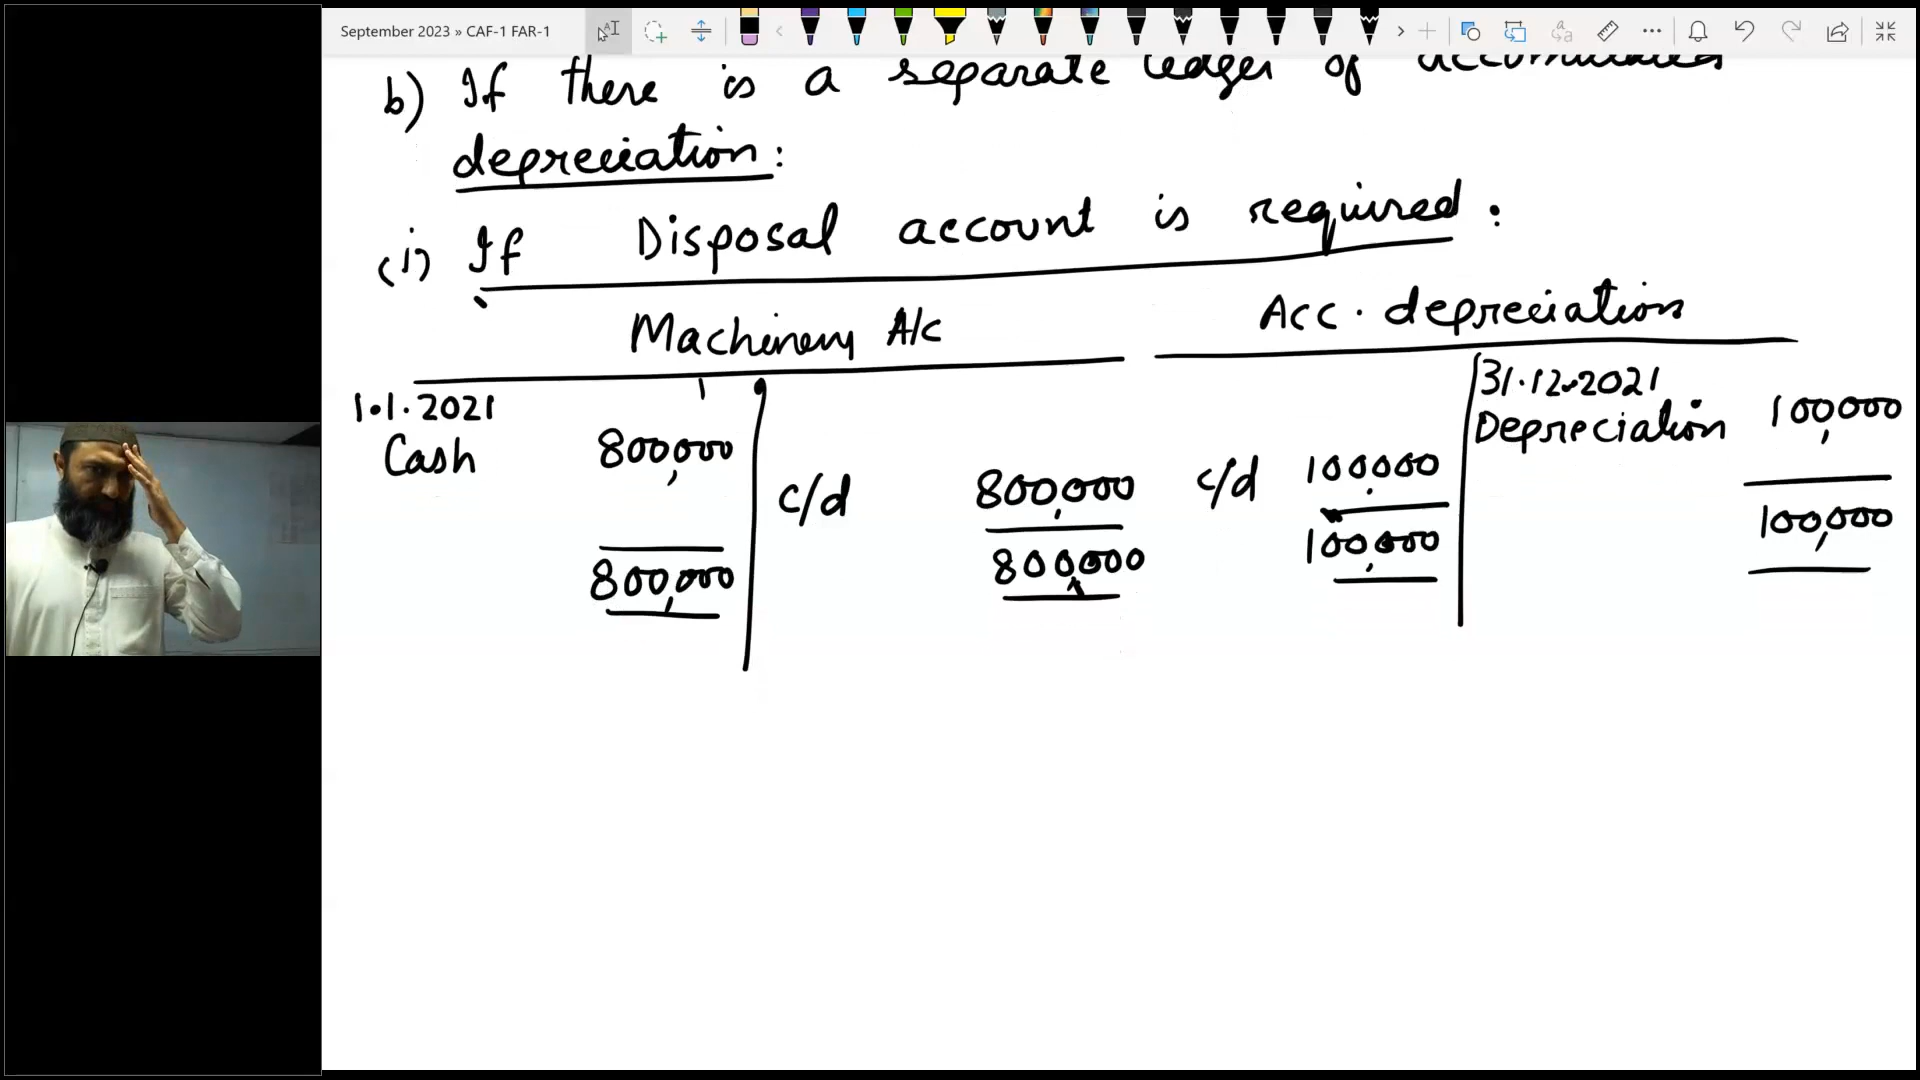 September 2023 » CAF-1 FAR-1
b) If there is a separate ledger of accumulated
depreciation:
(i) If Disposal account is required.
Machinery A/c
Acc. depreciation
1.1.2021
Cash 800,000
c/d 800,000
800,000
800,000
31.12.2021
Depreciation 100,000
c/d 100,000
100,000
100,000